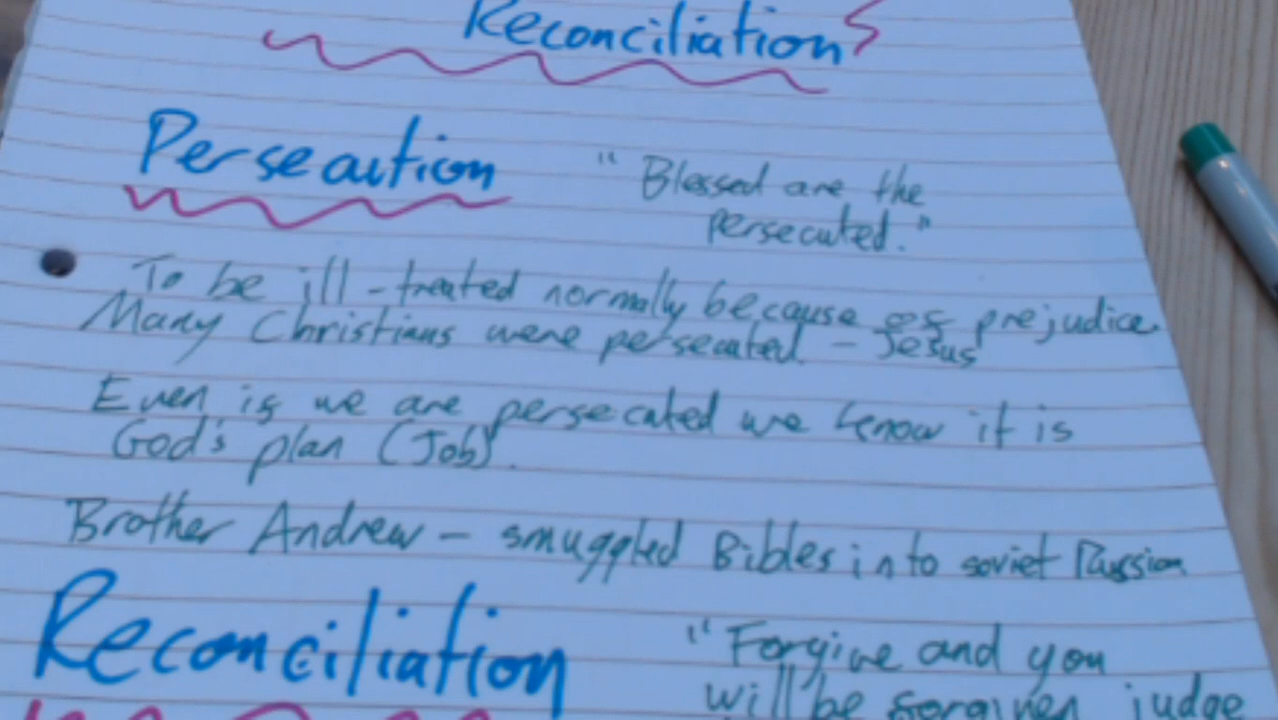 Reconciliation
Persecution
"Blessed are the
persecuted."
To be ill-treated normally because of prejudice.
Many Christians were persecuted - Jesus
Even if we are persecuted we know it is
God's plan (Job).
Brother Andrew - smuggled Bibles into soviet Russian
Reconciliation
"Forgive and you
will be forgiven judge